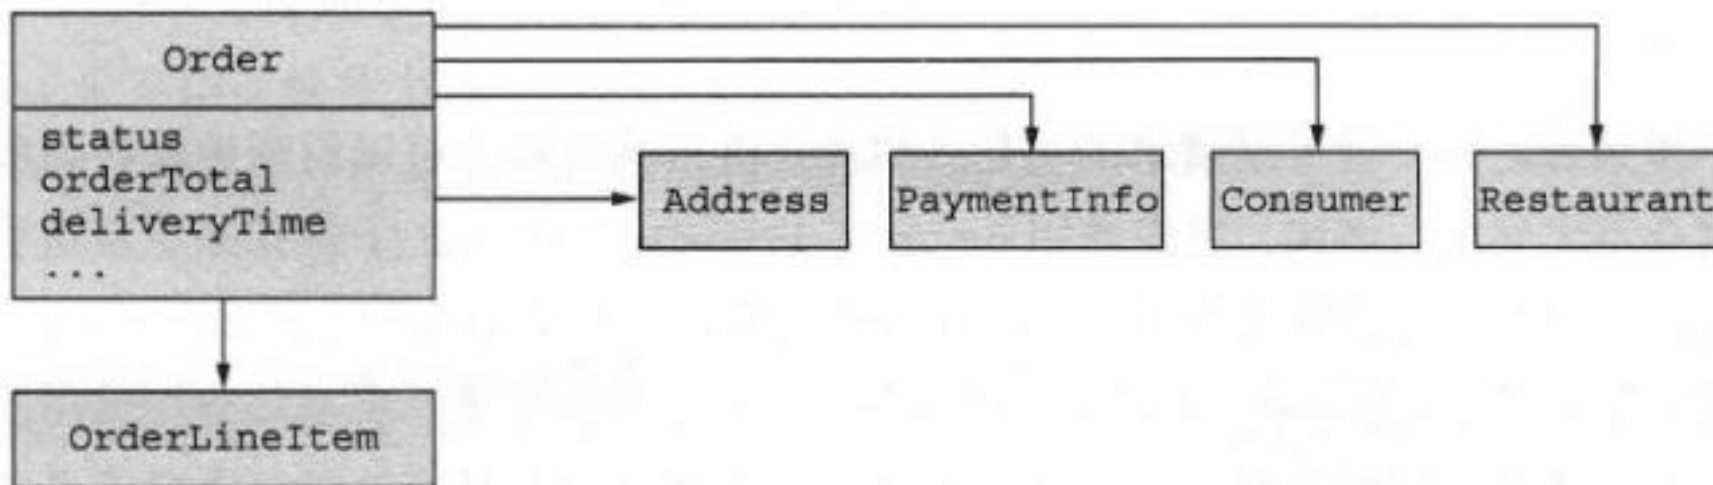 Order
status
orderTotal
deliveryTime
...
Address
PaymentInfo
Consumer
Restaurant
OrderLineItem